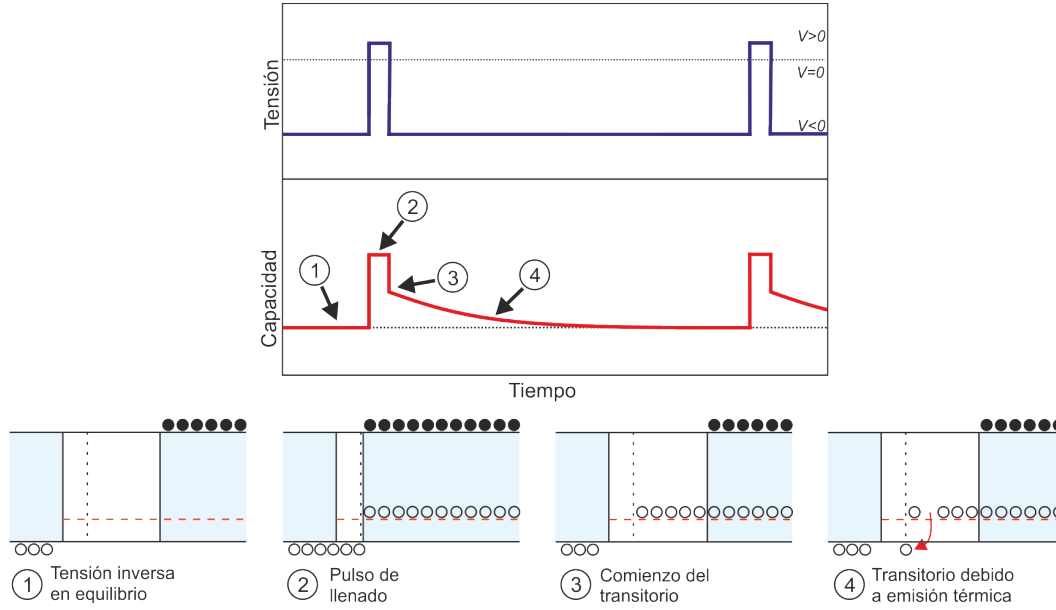 Tensión
V>0
V=0
V<0
Capacidad
1
2
3
4
Tiempo
1 Tensión inversa
en equilibrio
2 Pulso de
llenado
3 Comienzo del
transitorio
4 Transitorio debido
a emisión térmica